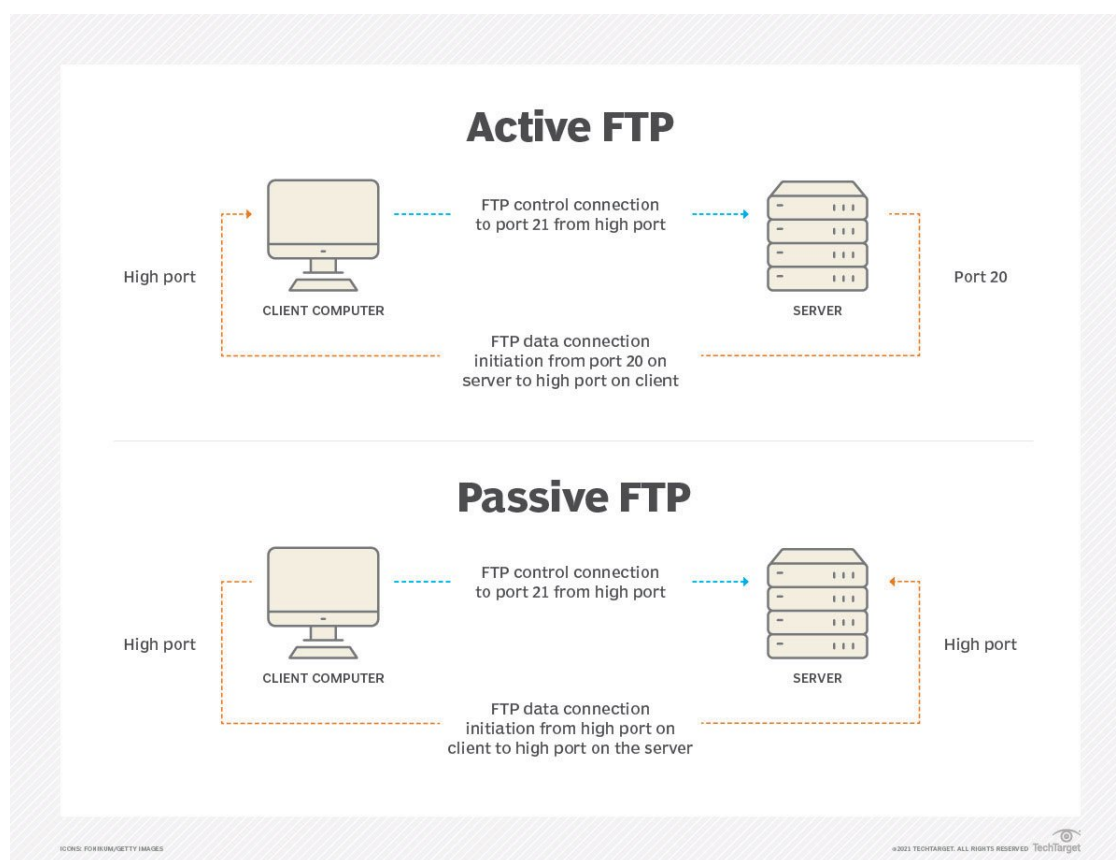 Active FTP
FTP control connection
to port 21 from high port
High port
Port 20
CLIENT COMPUTER
SERVER
FTP data connection
initiation from port 20 on
server to high port on client
Passive FTP
FTP control connection
to port 21 from high port
High port
High port
CLIENT COMPUTER
SERVER
FTP data connection
initiation from high port on
client to high port on the server
ICONS: FONIKUM/GETTY IMAGES
©2021 TECHTARGET. ALL RIGHTS RESERVED TechTarget